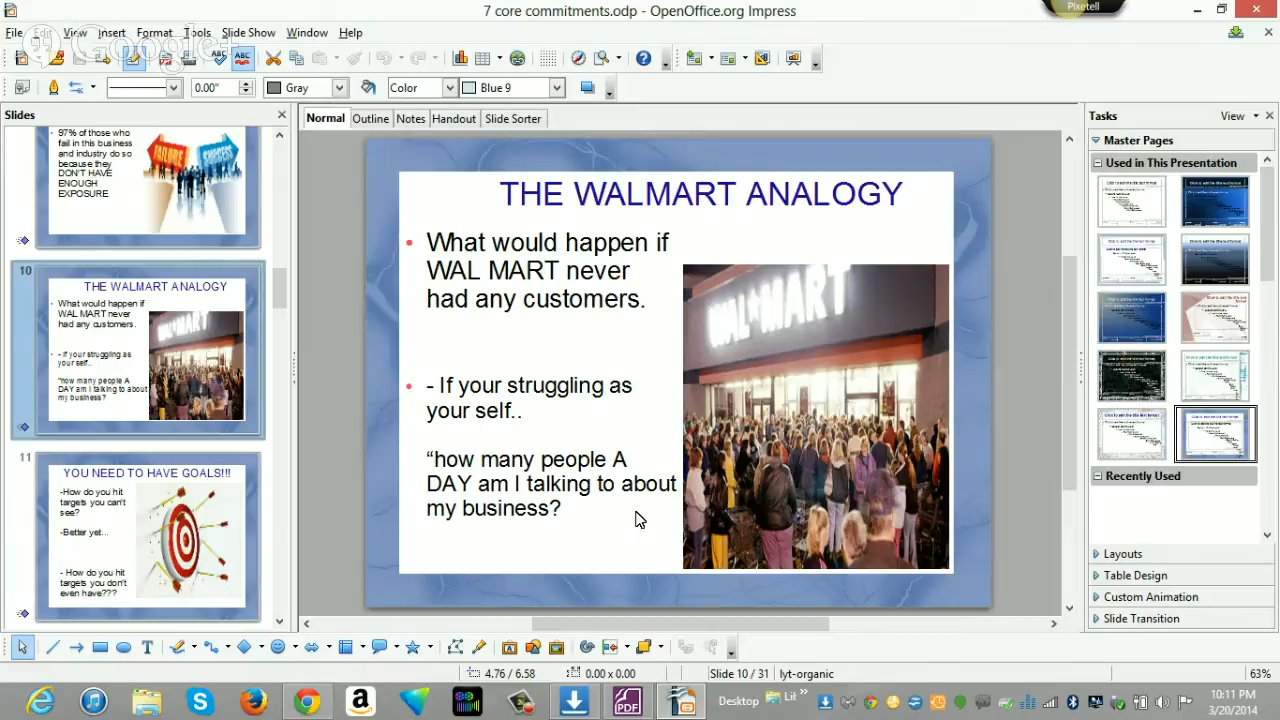 7 core commitments.odp - OpenOffice.org Impress
Pixetell
File Edit View Insert Format Tools Slide Show Window Help
0.00" Gray Color Blue 9
Slides
Normal Outline Notes Handout Slide Sorter
Tasks View
Master Pages
Used in This Presentation
Recently Used
Layouts
Table Design
Custom Animation
Slide Transition
97% of those who
fail in this business
and industry do so
because they
DON'T HAVE
ENOUGH
EXPOSURE
FAILURE SUCCESS
10
THE WALMART ANALOGY
What would happen if
WAL MART never
had any customers.
- If your struggling as
your self..
"how many people A
DAY am I talking to about
my business?
11
YOU NEED TO HAVE GOALS!!!
-How do you hit
targets you can't
see?
-Better yet...
- How do you hit
targets you don't
even have???
THE WALMART ANALOGY
What would happen if
WAL MART never
had any customers.
- If your struggling as
your self..
“how many people A
DAY am I talking to about
my business?
WAL-MART
4.76 / 6.58 0.00 x 0.00 Slide 10 / 31 lyt-organic 63%
PDF
Desktop Lit
10:11 PM
3/20/2014